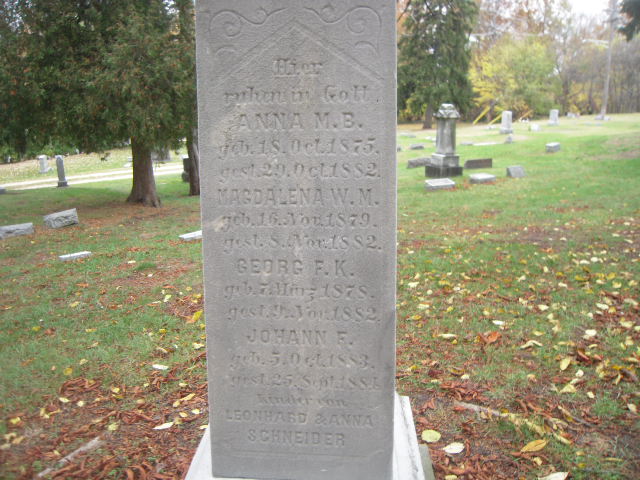 Hier
ruhen in Gott.
ANNA M.B.
geb. 18. Oct. 1875.
gest. 29. Oct. 1882.
MAGDALENA W.M.
geb. 16. Nov. 1879.
gest. 8. Nov. 1882.
GEORG F.K.
geb. 7. März 1878.
gest. 9. Nov. 1882.
JOHANN F.
geb. 5. Oct. 1883.
gest. 25. Sept. 1884.
Kinder von
LEONHARD & ANNA
SCHNEIDER